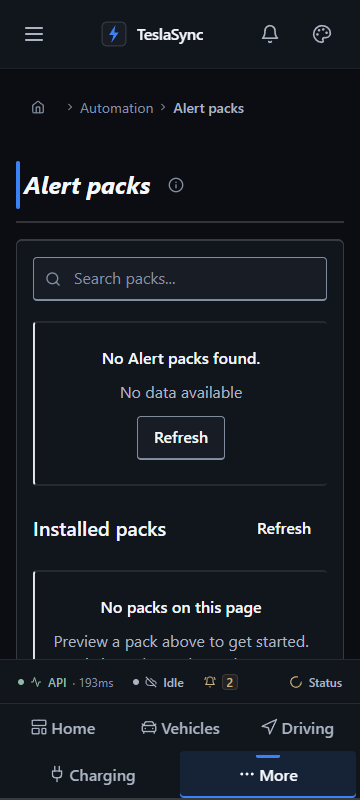 TeslaSync
Automation
Alert packs
Alert packs
Search packs...
No Alert packs found.
No data available
Refresh
Installed packs
Refresh
No packs on this page
Preview a pack above to get started.
API · 193ms
Idle
2
Status
Home
Vehicles
Driving
Charging
··· More